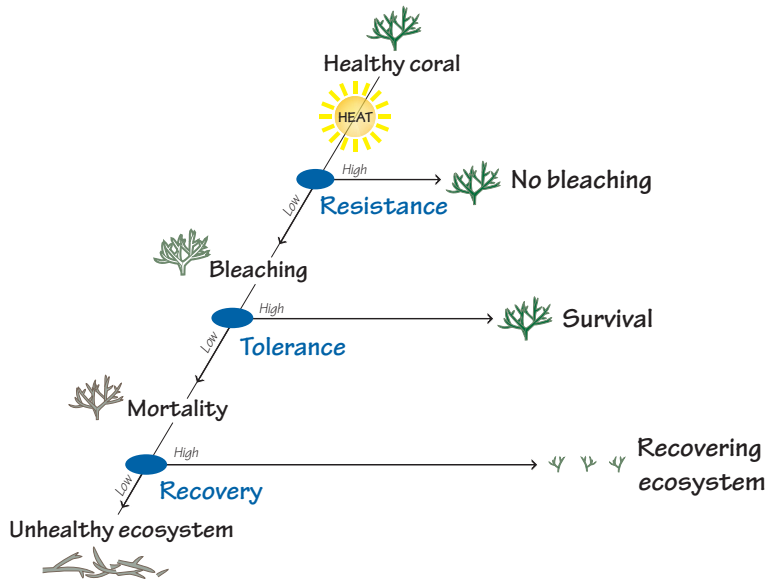 Healthy coral
HEAT
High
No bleaching
Low
Resistance
Bleaching
High
Survival
Low
Tolerance
Mortality
High
Recovering
ecosystem
Low
Recovery
Unhealthy ecosystem